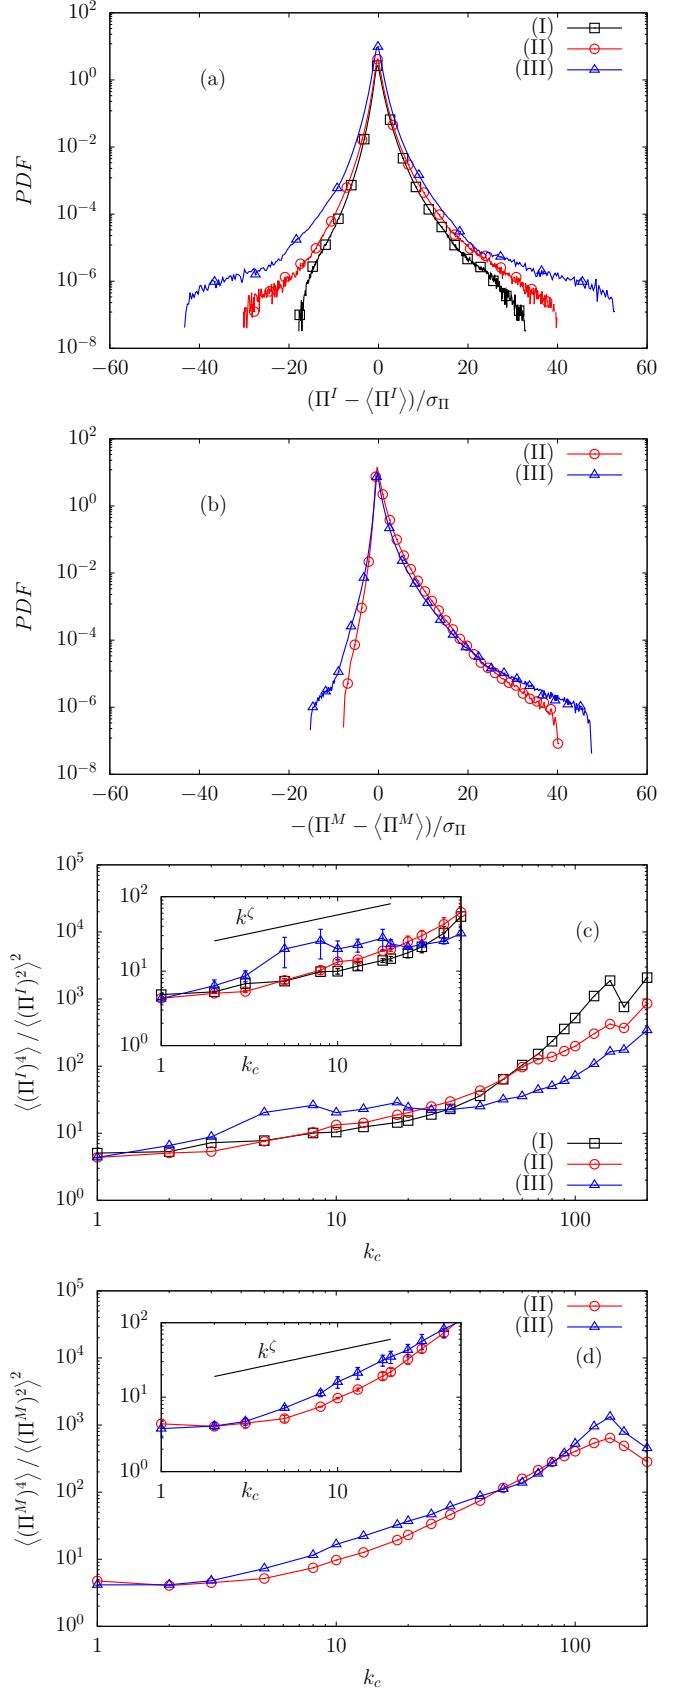 (I)
(II)
(III)
(a)
10^2
10^0
10^−2
10^−4
10^−6
10^−8
PDF
−60 −40 −20 0 20 40 60
(Π^I − ⟨Π^I⟩)/σ_Π
(II)
(III)
(b)
10^2
10^0
10^−2
10^−4
10^−6
10^−8
PDF
−60 −40 −20 0 20 40 60
−(Π^M − ⟨Π^M⟩)/σ_Π
10^5
10^4
10^3
10^2
10^1
10^0
⟨(Π^I)^4⟩ / ⟨(Π^I)^2⟩^2
10^2
10^1
10^0
k^ζ
1 10
k_c
(c)
(I)
(II)
(III)
1 10 100
k_c
10^5
10^4
10^3
10^2
10^1
10^0
⟨(Π^M)^4⟩ / ⟨(Π^M)^2⟩^2
(II)
(III)
(d)
10^2
10^1
10^0
k^ζ
1 10
k_c
1 10 100
k_c